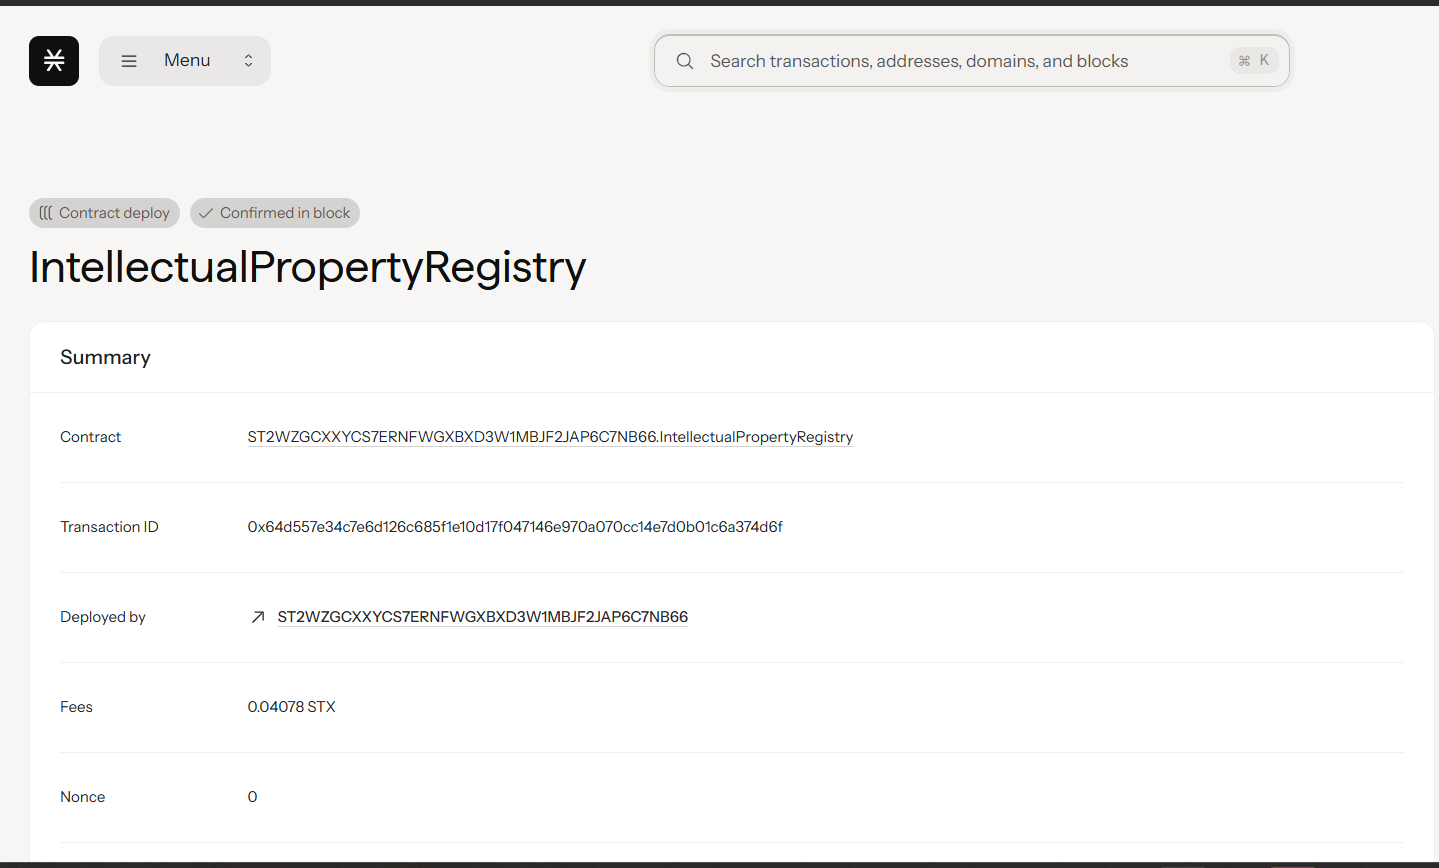 Menu
Search transactions, addresses, domains, and blocks
⌘ K
Contract deploy
Confirmed in block
IntellectualPropertyRegistry
Summary
Contract
ST2WZGCXXYCS7ERNFWGXBXD3W1MBJF2JAP6C7NB66.IntellectualPropertyRegistry
Transaction ID
0x64d557e34c7e6d126c685f1e10d17f047146e970a070cc14e7d0b01c6a374d6f
Deployed by
ST2WZGCXXYCS7ERNFWGXBXD3W1MBJF2JAP6C7NB66
Fees
0.04078 STX
Nonce
0